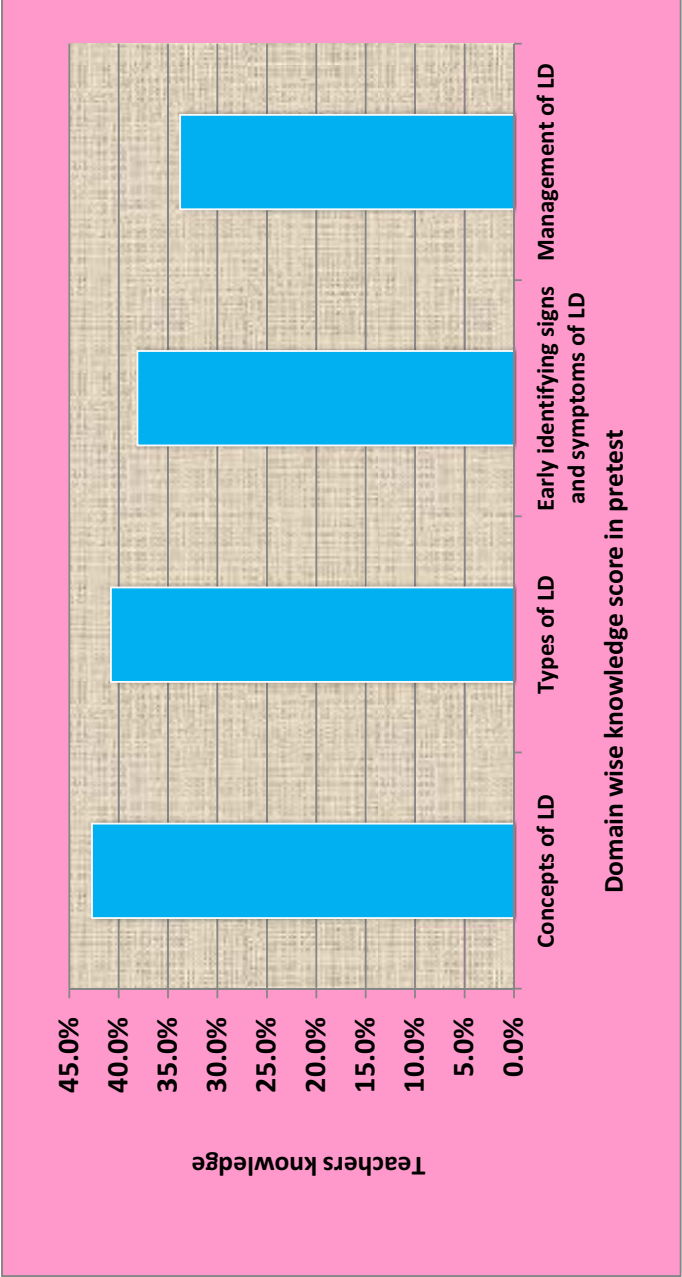 Teachers knowledge
45.0%
40.0%
35.0%
30.0%
25.0%
20.0%
15.0%
10.0%
5.0%
0.0%
Concepts of LD
Types of LD
Early identifying signs
and symptoms of LD
Management of LD
Domain wise knowledge score in pretest